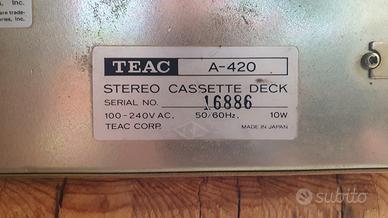 , Inc.
TEAC A-420
STEREO CASSETTE DECK
SERIAL NO. 16886
100-240V AC, 50/60Hz, 10W
TEAC CORP. MADE IN JAPAN
subito